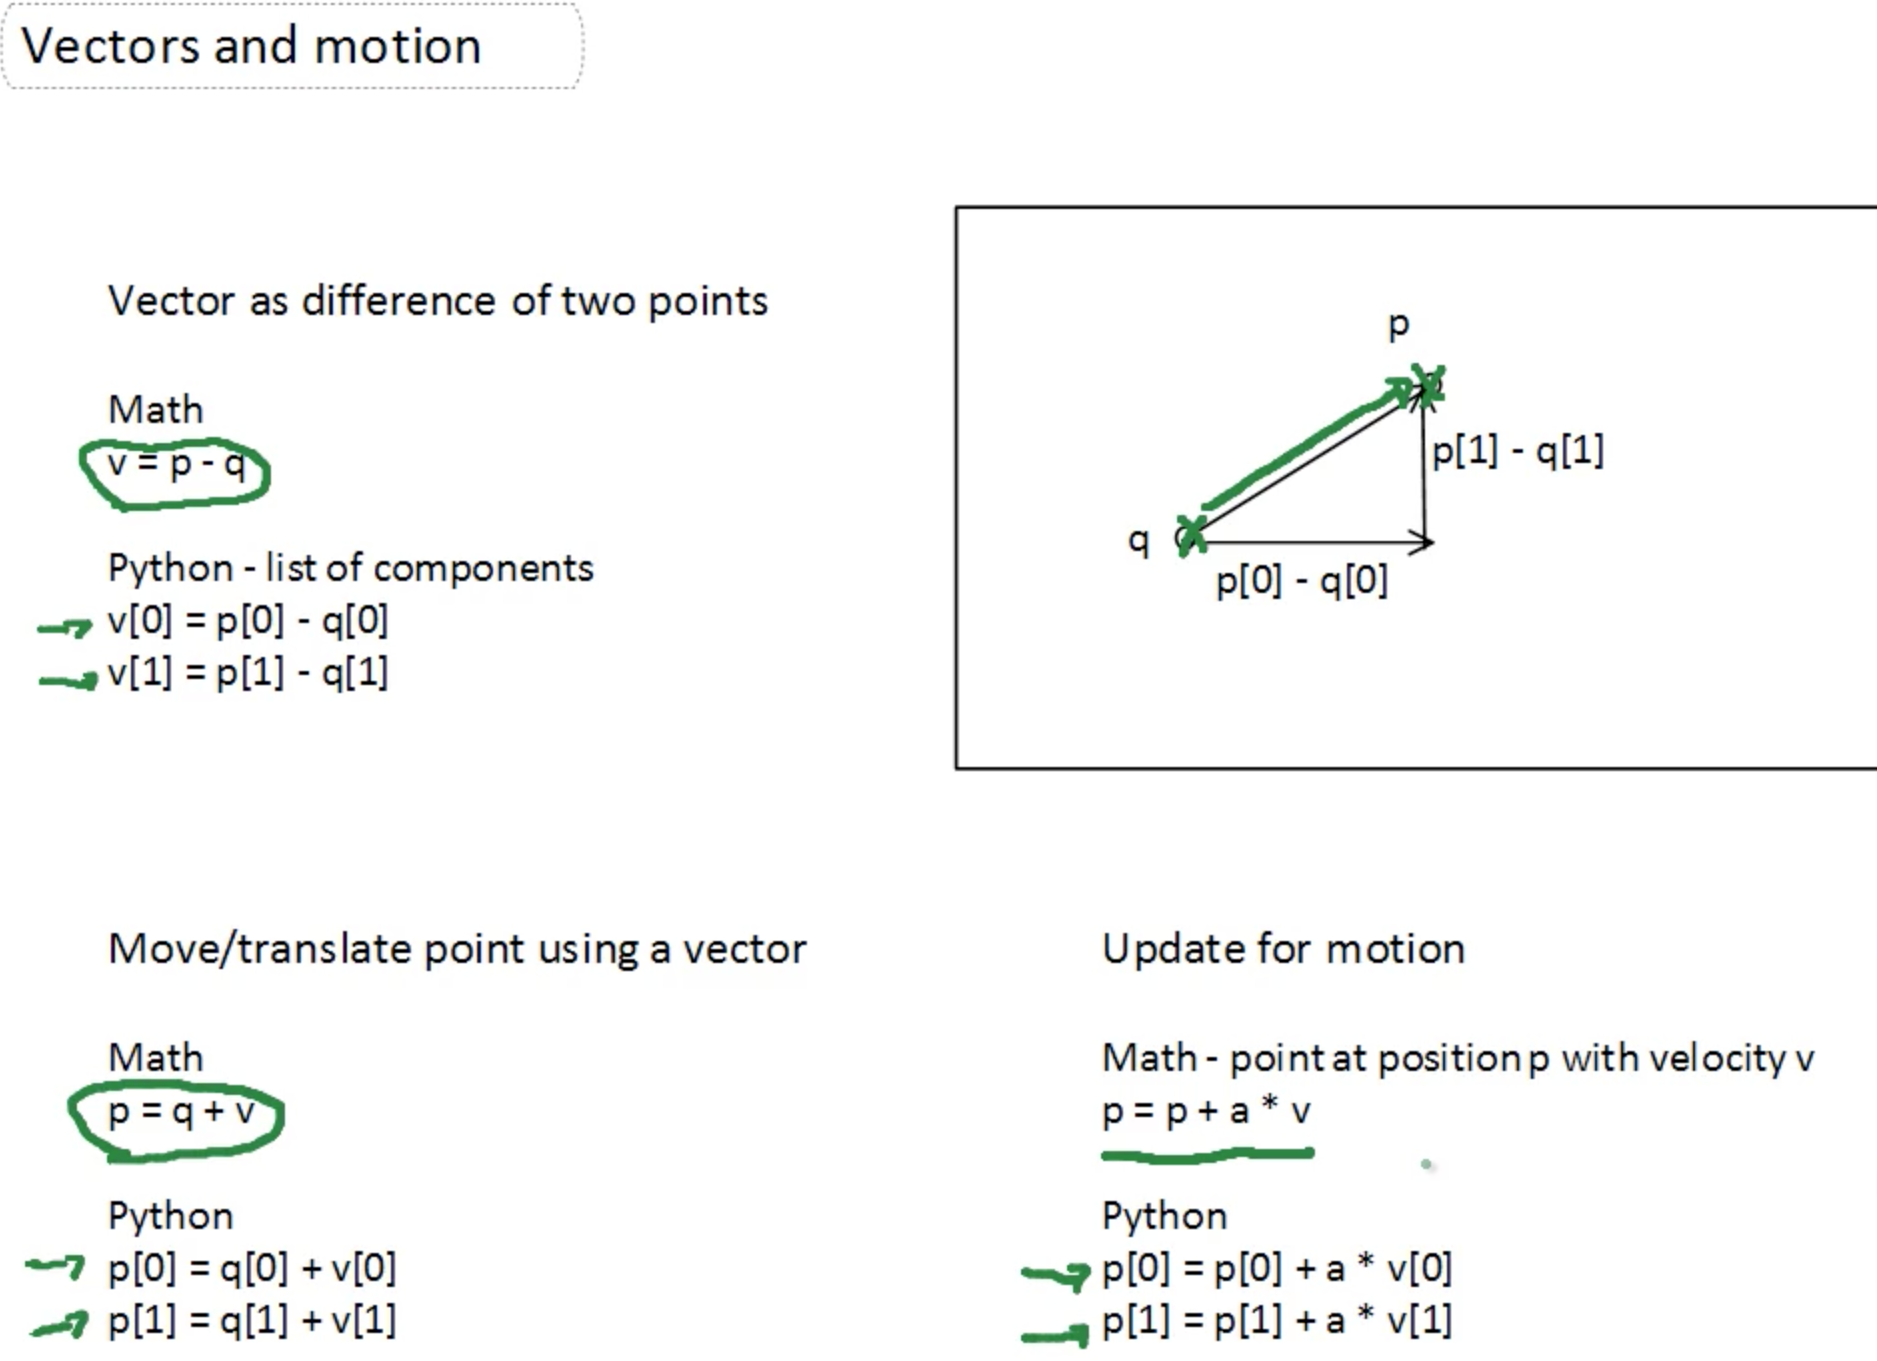 Vectors and motion
Vector as difference of two points
Math
v = p - q
Python - list of components
v[0] = p[0] - q[0]
v[1] = p[1] - q[1]
p
p[1] - q[1]
q
p[0] - q[0]
Move/translate point using a vector
Math
p = q + v
Python
p[0] = q[0] + v[0]
p[1] = q[1] + v[1]
Update for motion
Math - point at position p with velocity v
p = p + a * v
Python
p[0] = p[0] + a * v[0]
p[1] = p[1] + a * v[1]